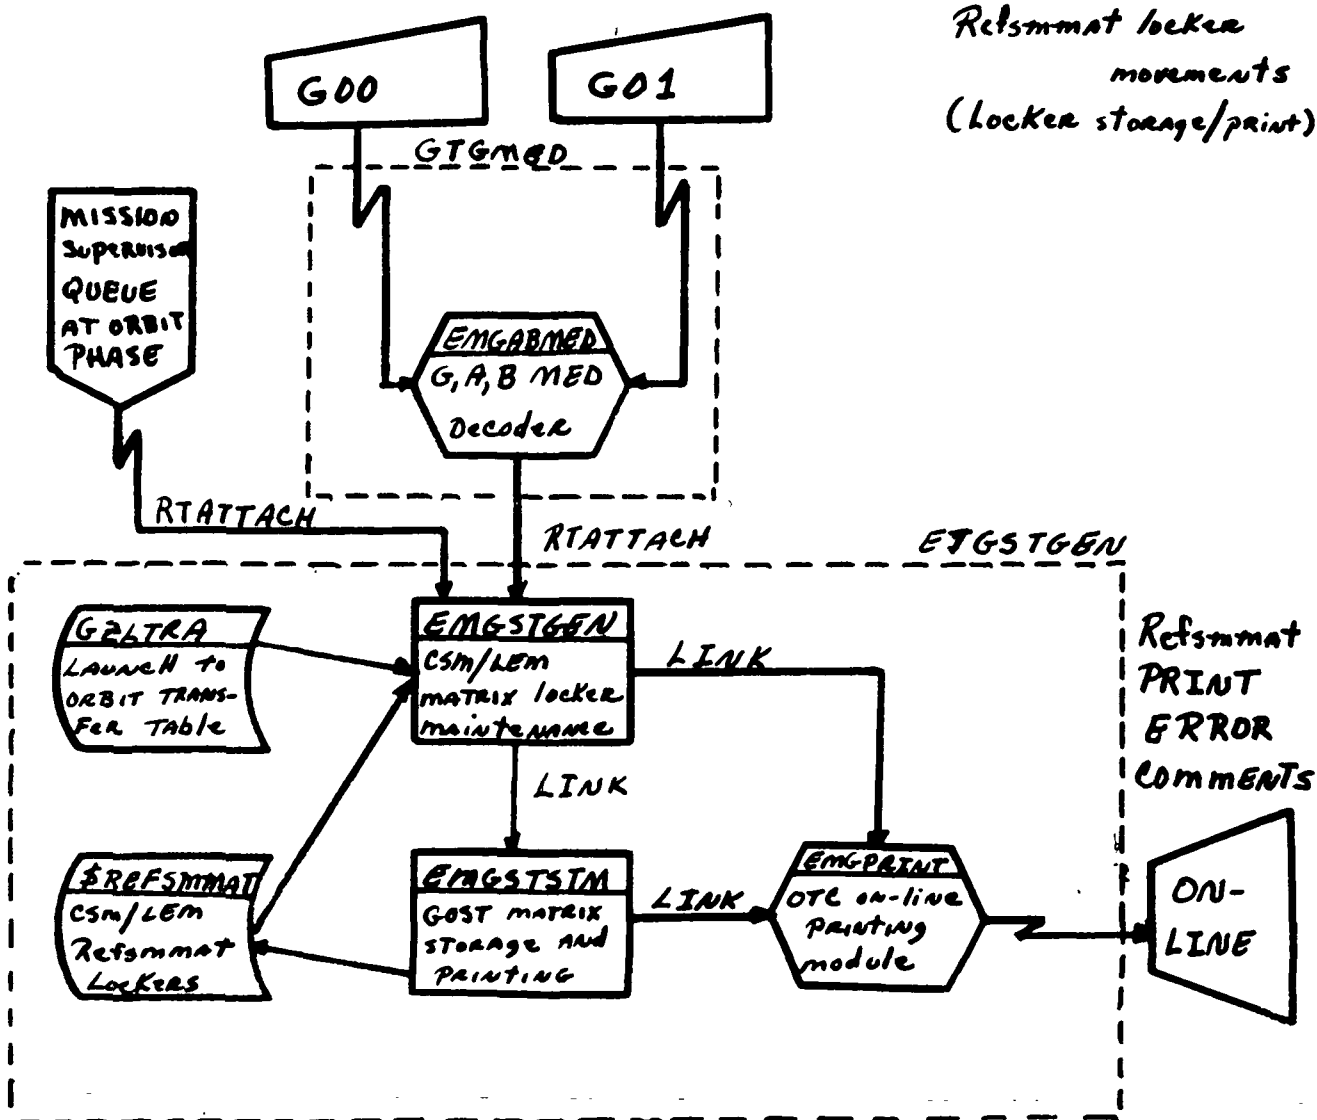 Refsmmat locker
movements
(Locker storage/print)
G00
G01
GTGMED
MISSION
Supervisor
QUEUE
AT ORBIT
PHASE
EMGABMED
G, A, B MED
Decoder
RTATTACH
RTATTACH
ETGSTGEN
GZLTRA
LAUNCH to
ORBIT TRANS-
FER TABle
EMGSTGEN
CSM/LEM
MATRIX locker
maintenance
LINK
LINK
Refsmmat
PRINT
ERROR
Comments
$REFSMMAT
CSM/LEM
Refsmmat
Lockers
EMGSTSTM
GOST MATRIX
STORAGE AND
PRINTING
LINK
EMGPRINT
OTC on-line
PRINTING
module
ON-
LINE